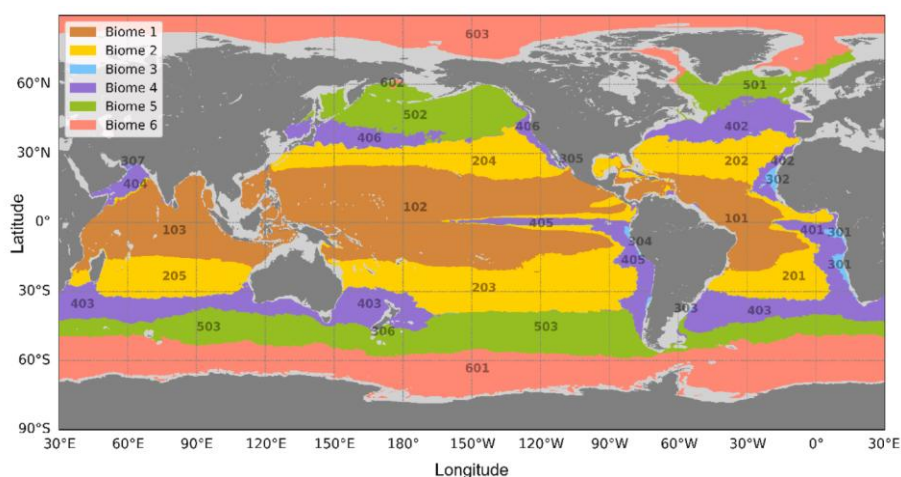 Biome 1
Biome 2
Biome 3
Biome 4
Biome 5
Biome 6
603
602
501
502
406
406
402
307
404
204
305
202
402
302
102
101
405
401
301
103
304
405
301
205
203
201
403
403
303
403
503
306
503
601
Latitude
60°N
30°N
0°
30°S
60°S
90°S
30°E
60°E
90°E
120°E
150°E
180°
150°W
120°W
90°W
60°W
30°W
0°
30°E
Longitude